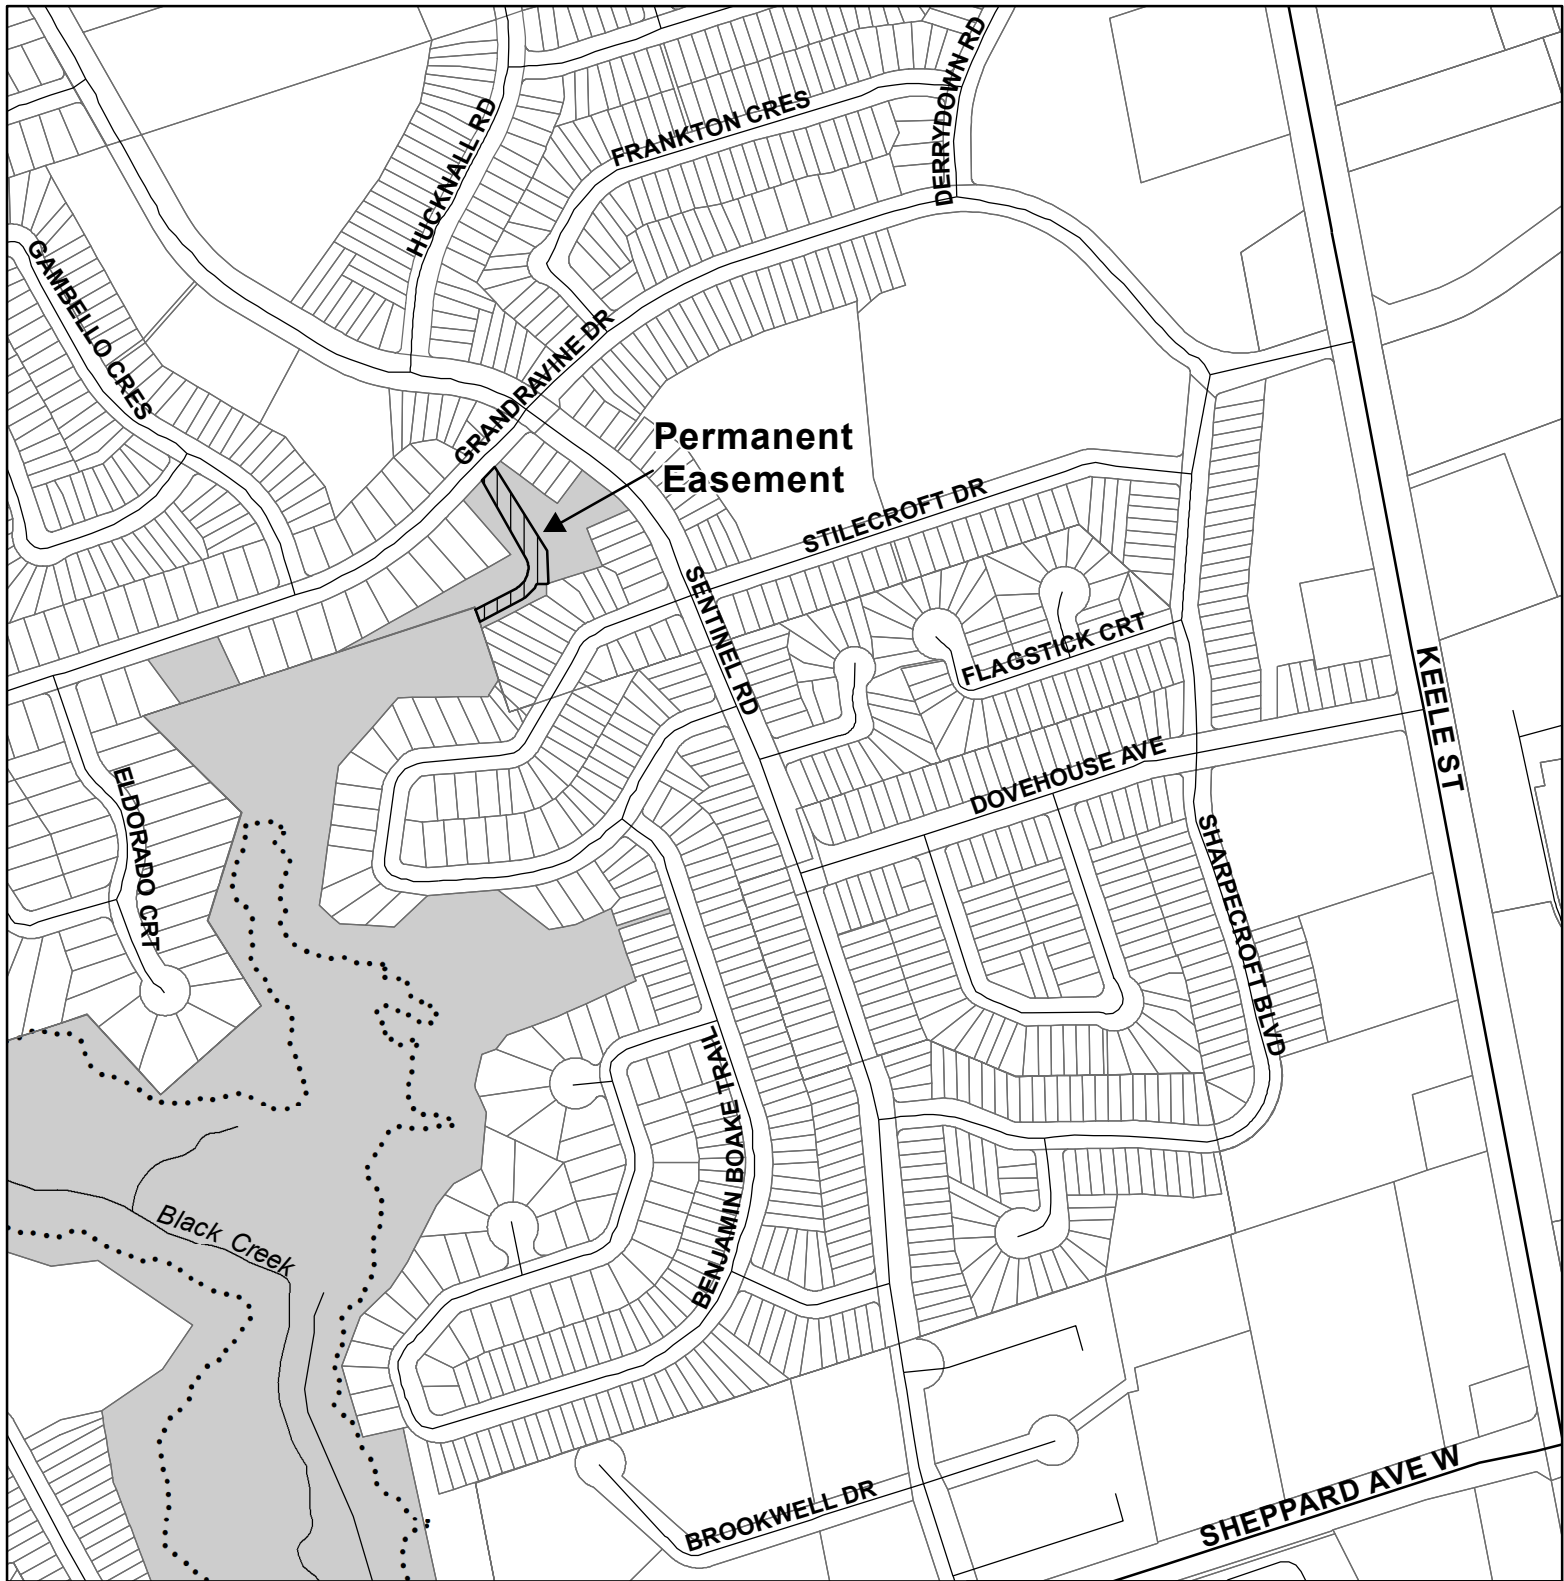 DERRYDOWN RD
FRANKTON CRES
HUCKNALL RD
GAMBELLO CRES
GRANDRAVINE DR
Permanent
Easement
STILECROFT DR
SENTINEL RD
FLAGSTICK CRT
KEELE ST
DOVEHOUSE AVE
ELDORADO CRT
SHARPECROFT BLVD
BENJAMIN BOAKE TRAIL
Black Creek
BROOKWELL DR
SHEPPARD AVE W